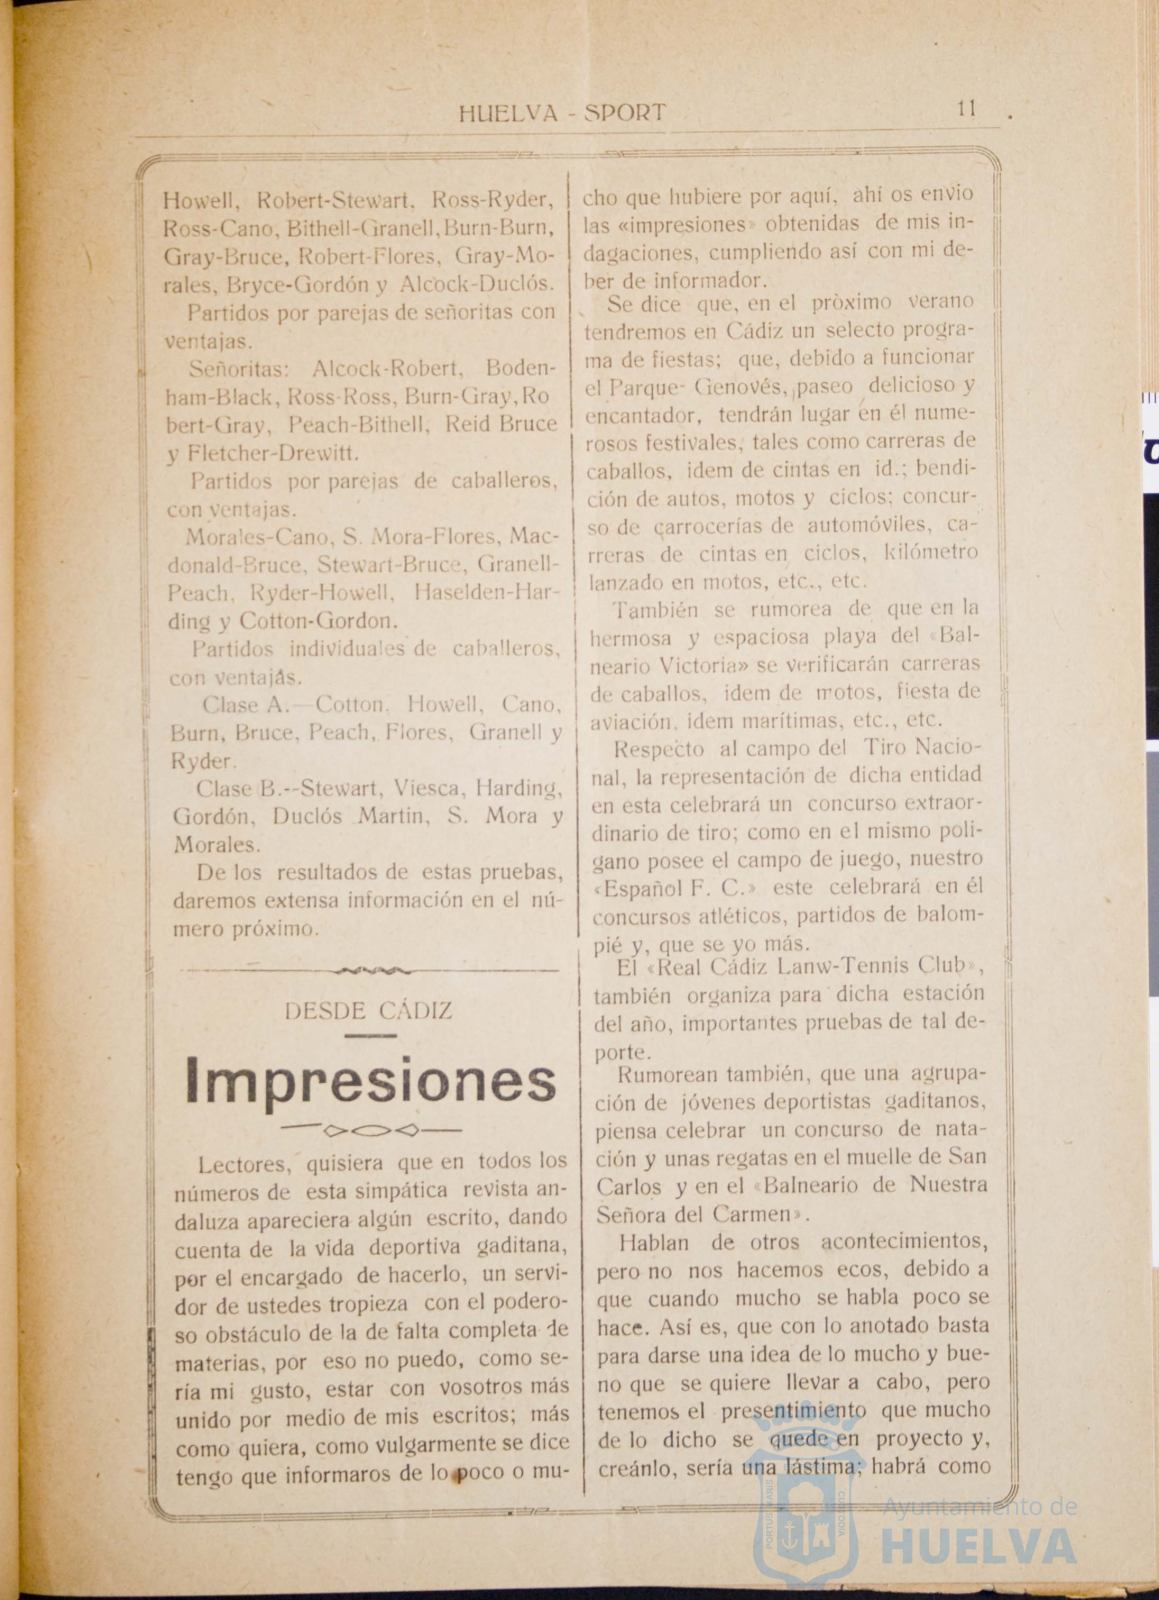 HUELVA - SPORT
11
Howell, Robert-Stewart, Ross-Ryder,
Ross-Cano, Bithell-Granell, Burn-Burn,
Gray-Bruce, Robert-Flores, Gray-Mo-
rales, Bryce-Gordón y Alcock-Duclós.
Partidos por parejas de señoritas con
ventajas.
Señoritas: Alcock-Robert, Boden-
ham-Black, Ross-Ross, Burn-Gray, Ro
bert-Gray, Peach-Bithell, Reid Bruce
y Fletcher-Drewitt.
Partidos por parejas de caballeros,
con ventajas.
Morales-Cano, S. Mora-Flores, Mac-
donald-Bruce, Stewart-Bruce, Granell-
Peach, Ryder-Howell, Haselden-Har-
ding y Cotton-Gordon.
Partidos individuales de caballeros,
con ventajas.
Clase A.—Cotton, Howell, Cano,
Burn, Bruce, Peach, Flores, Granell y
Ryder.
Clase B.--Stewart, Viesca, Harding,
Gordón, Duclós Martin, S. Mora y
Morales.
De los resultados de estas pruebas,
daremos extensa información en el nú-
mero próximo.
DESDE CÁDIZ
Impresiones
Lectores, quisiera que en todos los
números de esta simpática revista an-
daluza apareciera algún escrito, dando
cuenta de la vida deportiva gaditana,
por el encargado de hacerlo, un servi-
dor de ustedes tropieza con el podero-
so obstáculo de la de falta completa de
materias, por eso no puedo, como se-
ría mi gusto, estar con vosotros más
unido por medio de mis escritos; más
como quiera, como vulgarmente se dice
tengo que informaros de lo poco o mu-
cho que hubiere por aquí, ahí os envío
las «impresiones» obtenidas de mis in-
dagaciones, cumpliendo así con mi de-
ber de informador.
Se dice que, en el pròximo verano
tendremos en Cádiz un selecto progra-
ma de fiestas; que, debido a funcionar
el Parque- Genovés, paseo delicioso y
encantador, tendrán lugar en él nume-
rosos festivales, tales como carreras de
caballos, idem de cintas en id.; bendi-
ción de autos, motos y ciclos; concur-
so de carrocerías de automóviles, ca-
rreras de cintas en ciclos, kilómetro
lanzado en motos, etc., etc.
También se rumorea de que en la
hermosa y espaciosa playa del «Bal-
neario Victoria» se verificarán carreras
de caballos, idem de motos, fiesta de
aviación, idem marítimas, etc., etc.
Respecto al campo del Tiro Nacio-
nal, la representación de dicha entidad
en esta celebrará un concurso extraor-
dinario de tiro; como en el mismo polí-
gano posee el campo de juego, nuestro
«Español F. C.» este celebrará en él
concursos atléticos, partidos de balom-
pié y, que se yo más.
El «Real Cádiz Lanw-Tennis Club»,
también organiza para dicha estación
del año, importantes pruebas de tal de-
porte.
Rumorean también, que una agrupa-
ción de jóvenes deportistas gaditanos,
piensa celebrar un concurso de nata-
ción y unas regatas en el muelle de San
Carlos y en el «Balneario de Nuestra
Señora del Carmen».
Hablan de otros acontecimientos,
pero no nos hacemos ecos, debido a
que cuando mucho se habla poco se
hace. Así es, que con lo anotado basta
para darse una idea de lo mucho y bue-
no que se quiere llevar a cabo, pero
tenemos el presentimiento que mucho
de lo dicho se quede en proyecto y,
creánlo, sería una lástima; habrá como
Ayuntamiento de
HUELVA